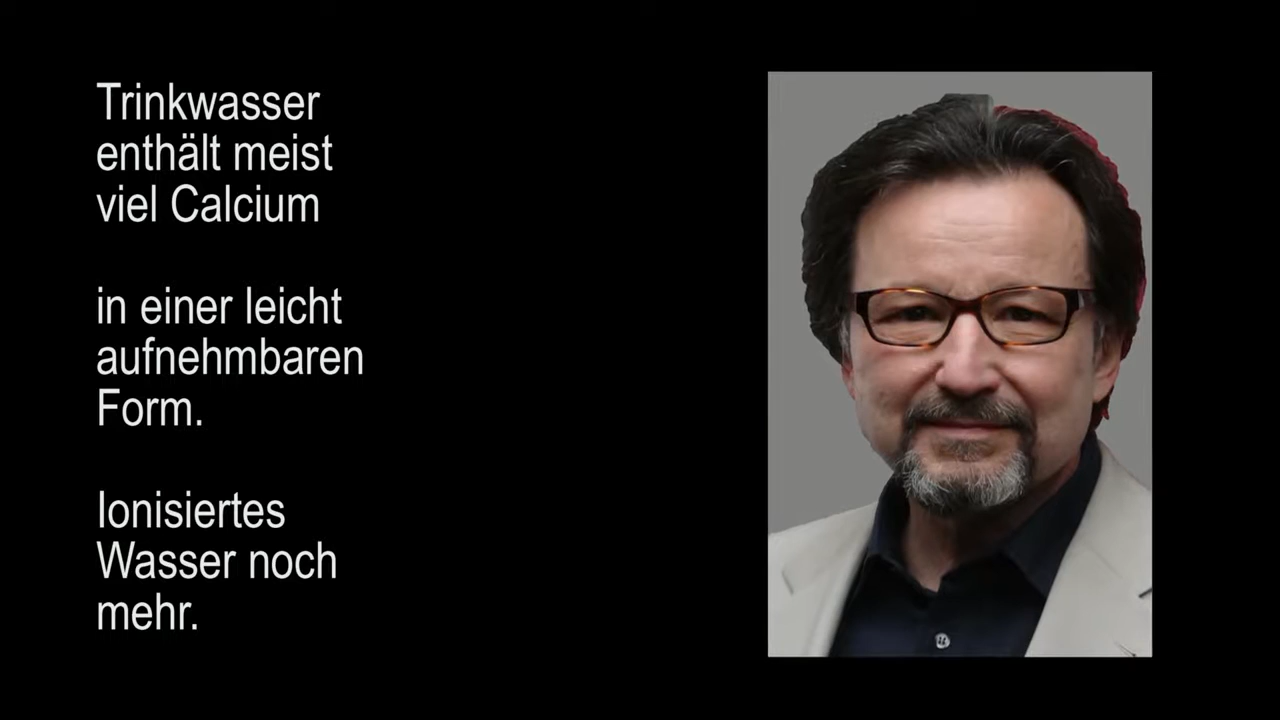 Trinkwasser
enthält meist
viel Calcium
in einer leicht
aufnehmbaren
Form.
Ionisiertes
Wasser noch
mehr.